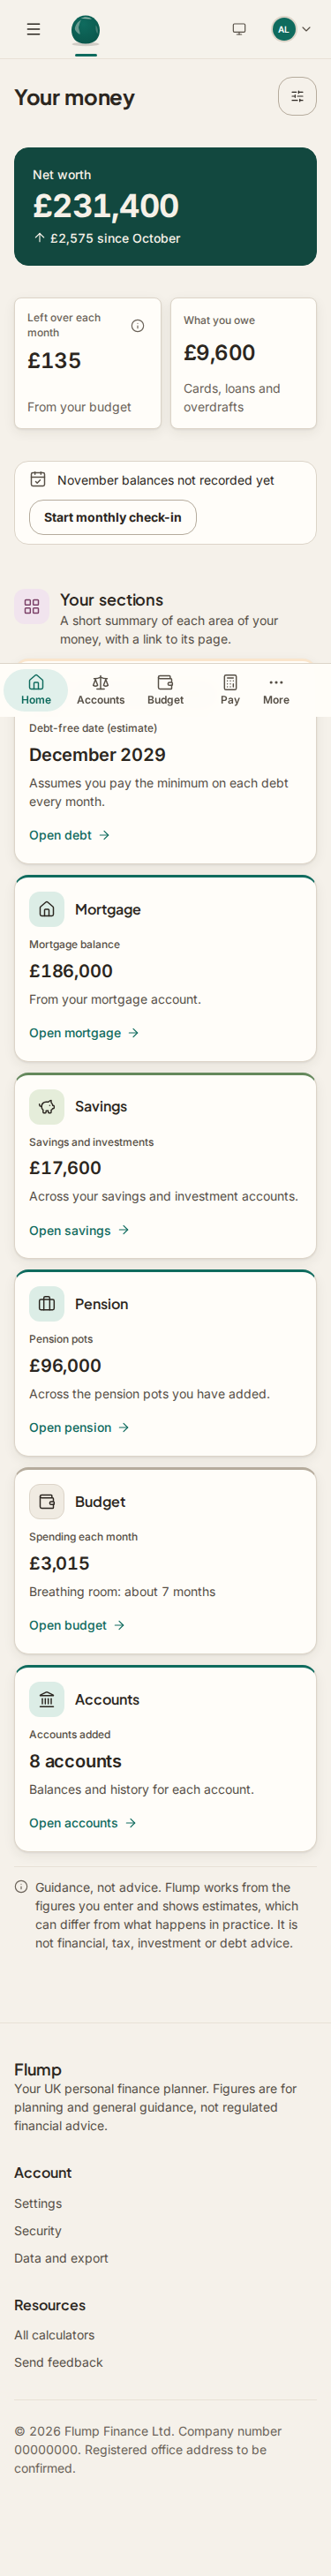 AL
Your money
Net worth
£231,400
↑ £2,575 since October
Left over each
month
£135
From your budget
What you owe
£9,600
Cards, loans and
overdrafts
November balances not recorded yet
Start monthly check-in
Your sections
A short summary of each area of your
money, with a link to its page.
Home
Accounts
Budget
Pay
More
Debt-free date (estimate)
December 2029
Assumes you pay the minimum on each debt
every month.
Open debt →
Mortgage
Mortgage balance
£186,000
From your mortgage account.
Open mortgage →
Savings
Savings and investments
£17,600
Across your savings and investment accounts.
Open savings →
Pension
Pension pots
£96,000
Across the pension pots you have added.
Open pension →
Budget
Spending each month
£3,015
Breathing room: about 7 months
Open budget →
Accounts
Accounts added
8 accounts
Balances and history for each account.
Open accounts →
Guidance, not advice. Flump works from the
figures you enter and shows estimates, which
can differ from what happens in practice. It is
not financial, tax, investment or debt advice.
Flump
Your UK personal finance planner. Figures are for
planning and general guidance, not regulated
financial advice.
Account
Settings
Security
Data and export
Resources
All calculators
Send feedback
© 2026 Flump Finance Ltd. Company number
00000000. Registered office address to be
confirmed.